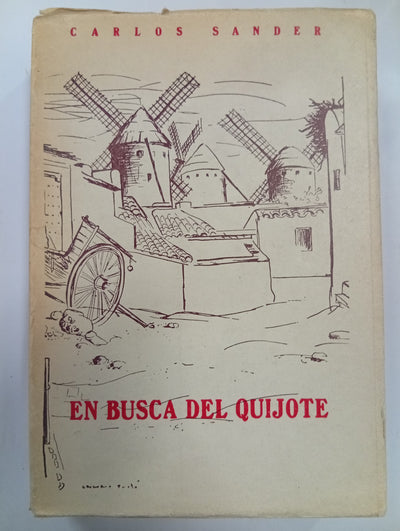 CARLOS SANDER
EN BUSCA DEL QUIJOTE